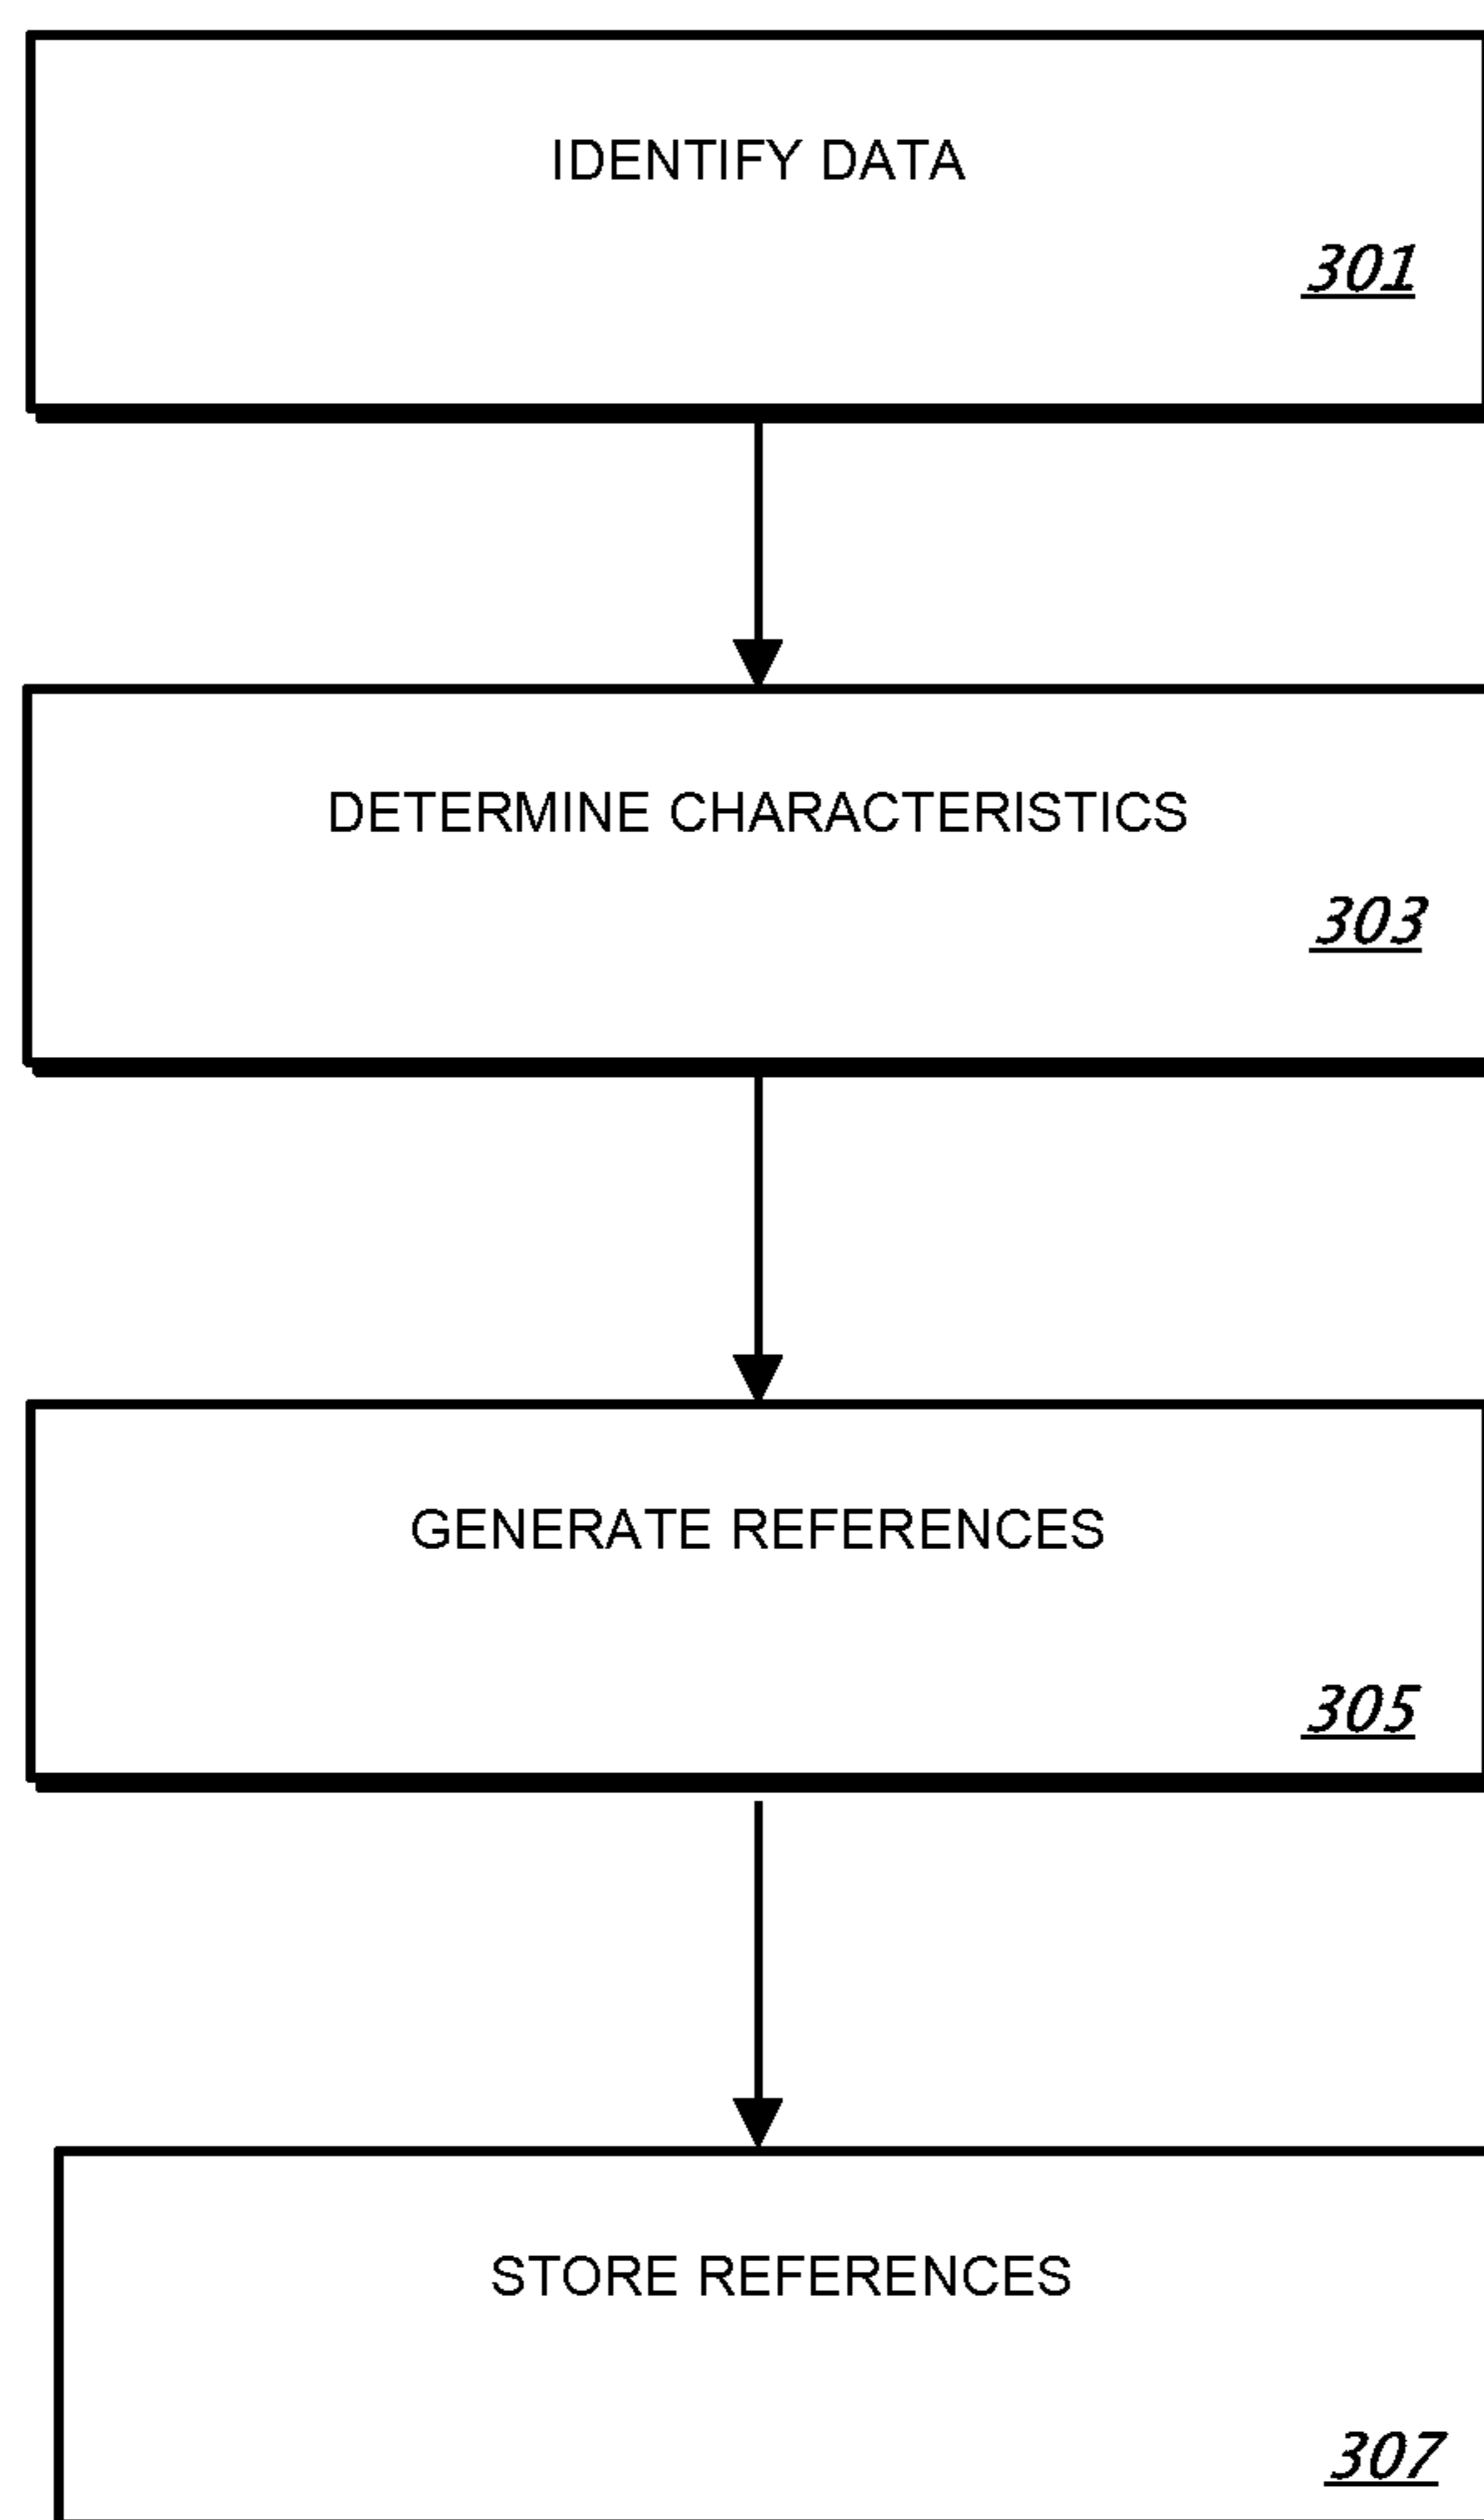 IDENTIFY DATA
301
DETERMINE CHARACTERISTICS
303
GENERATE REFERENCES
305
STORE REFERENCES
307